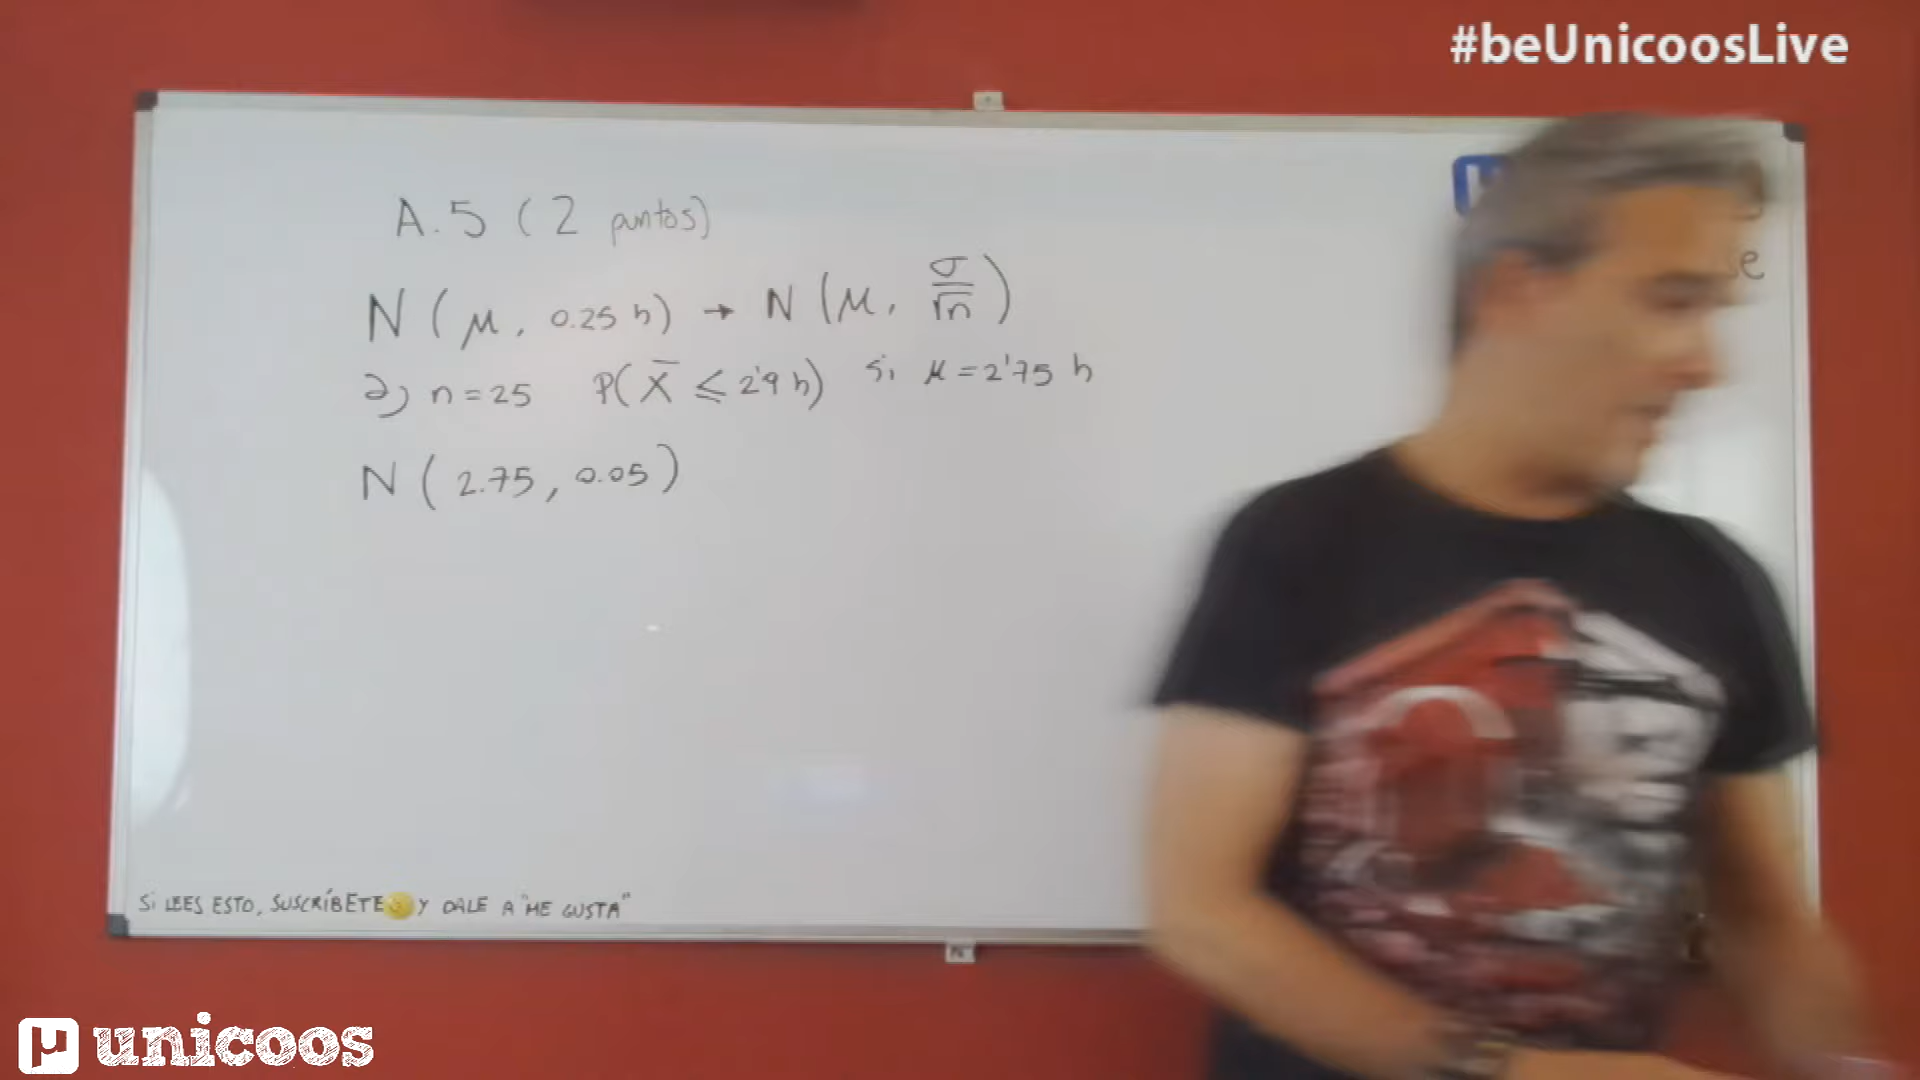 #beUnicoosLive
A.5 (2 puntos)
N(μ, 0.25 h) → N(μ, σ/√n)
a) n=25 P(X̄ ≤ 2'9 h) si μ=2'75 h
N(2.75, 0.05)
SI LEES ESTO, SUSCRÍBETE Y DALE A "ME GUSTA"
μ unicoos